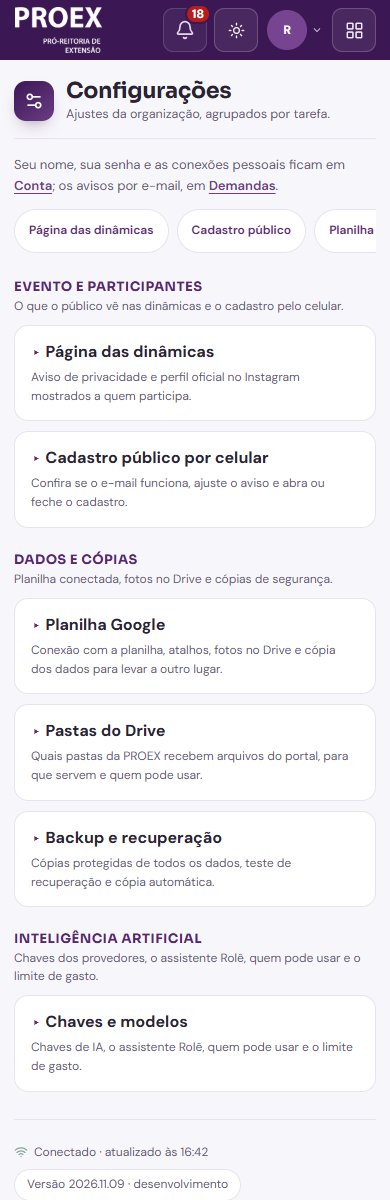 PROEX
PRÓ-REITORIA DE
EXTENSÃO
18
R
Configurações
Ajustes da organização, agrupados por tarefa.
Seu nome, sua senha e as conexões pessoais ficam em
Conta; os avisos por e-mail, em Demandas.
Página das dinâmicas
Cadastro público
Planilha
EVENTO E PARTICIPANTES
O que o público vê nas dinâmicas e o cadastro pelo celular.
Página das dinâmicas
Aviso de privacidade e perfil oficial no Instagram
mostrados a quem participa.
Cadastro público por celular
Confira se o e-mail funciona, ajuste o aviso e abra ou
feche o cadastro.
DADOS E CÓPIAS
Planilha conectada, fotos no Drive e cópias de segurança.
Planilha Google
Conexão com a planilha, atalhos, fotos no Drive e cópia
dos dados para levar a outro lugar.
Pastas do Drive
Quais pastas da PROEX recebem arquivos do portal, para
que servem e quem pode usar.
Backup e recuperação
Cópias protegidas de todos os dados, teste de
recuperação e cópia automática.
INTELIGÊNCIA ARTIFICIAL
Chaves dos provedores, o assistente Rolê, quem pode usar e o
limite de gasto.
Chaves e modelos
Chaves de IA, o assistente Rolê, quem pode usar e o limite
de gasto.
Conectado · atualizado às 16:42
Versão 2026.11.09 · desenvolvimento